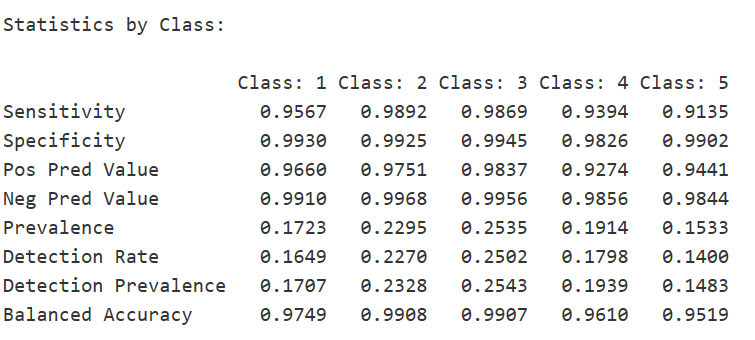 Statistics by Class:
                     Class: 1 Class: 2 Class: 3 Class: 4 Class: 5
Sensitivity            0.9567   0.9892   0.9869   0.9394   0.9135
Specificity            0.9930   0.9925   0.9945   0.9826   0.9902
Pos Pred Value         0.9660   0.9751   0.9837   0.9274   0.9441
Neg Pred Value         0.9910   0.9968   0.9956   0.9856   0.9844
Prevalence             0.1723   0.2295   0.2535   0.1914   0.1533
Detection Rate         0.1649   0.2270   0.2502   0.1798   0.1400
Detection Prevalence   0.1707   0.2328   0.2543   0.1939   0.1483
Balanced Accuracy      0.9749   0.9908   0.9907   0.9610   0.9519